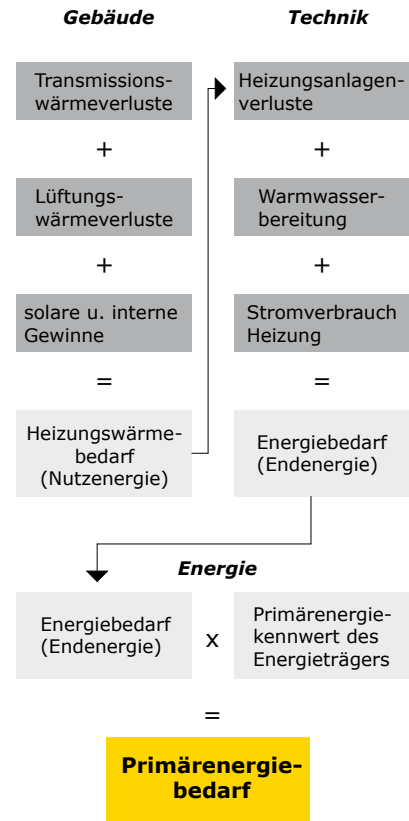 Gebäude
Transmissions-
wärmeverluste
+
Lüftungs-
wärmeverluste
+
solare u. interne
Gewinne
=
Heizungswärme-
bedarf
(Nutzenergie)
Technik
Heizungsanlagen-
verluste
+
Warmwasser-
bereitung
+
Stromverbrauch
Heizung
=
Energiebedarf
(Endenergie)
Energie
Energiebedarf
(Endenergie)
x
Primärenergie-
kennwert des
Energieträgers
=
Primärenergie-
bedarf